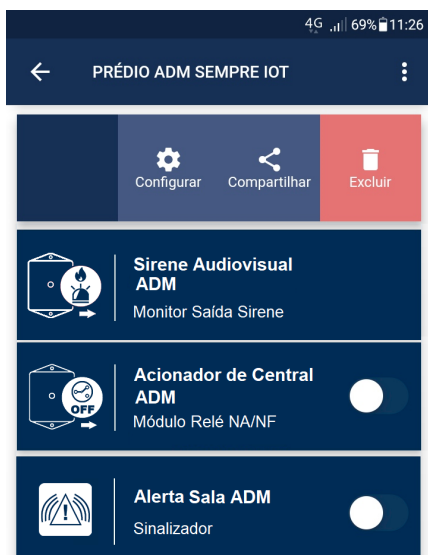 4G 69% 11:26
PRÉDIO ADM SEMPRE IOT
Configurar Compartilhar Excluir
Sirene Audiovisual
ADM
Monitor Saída Sirene
Acionador de Central
ADM
OFF
Módulo Relé NA/NF
Alerta Sala ADM
Sinalizador